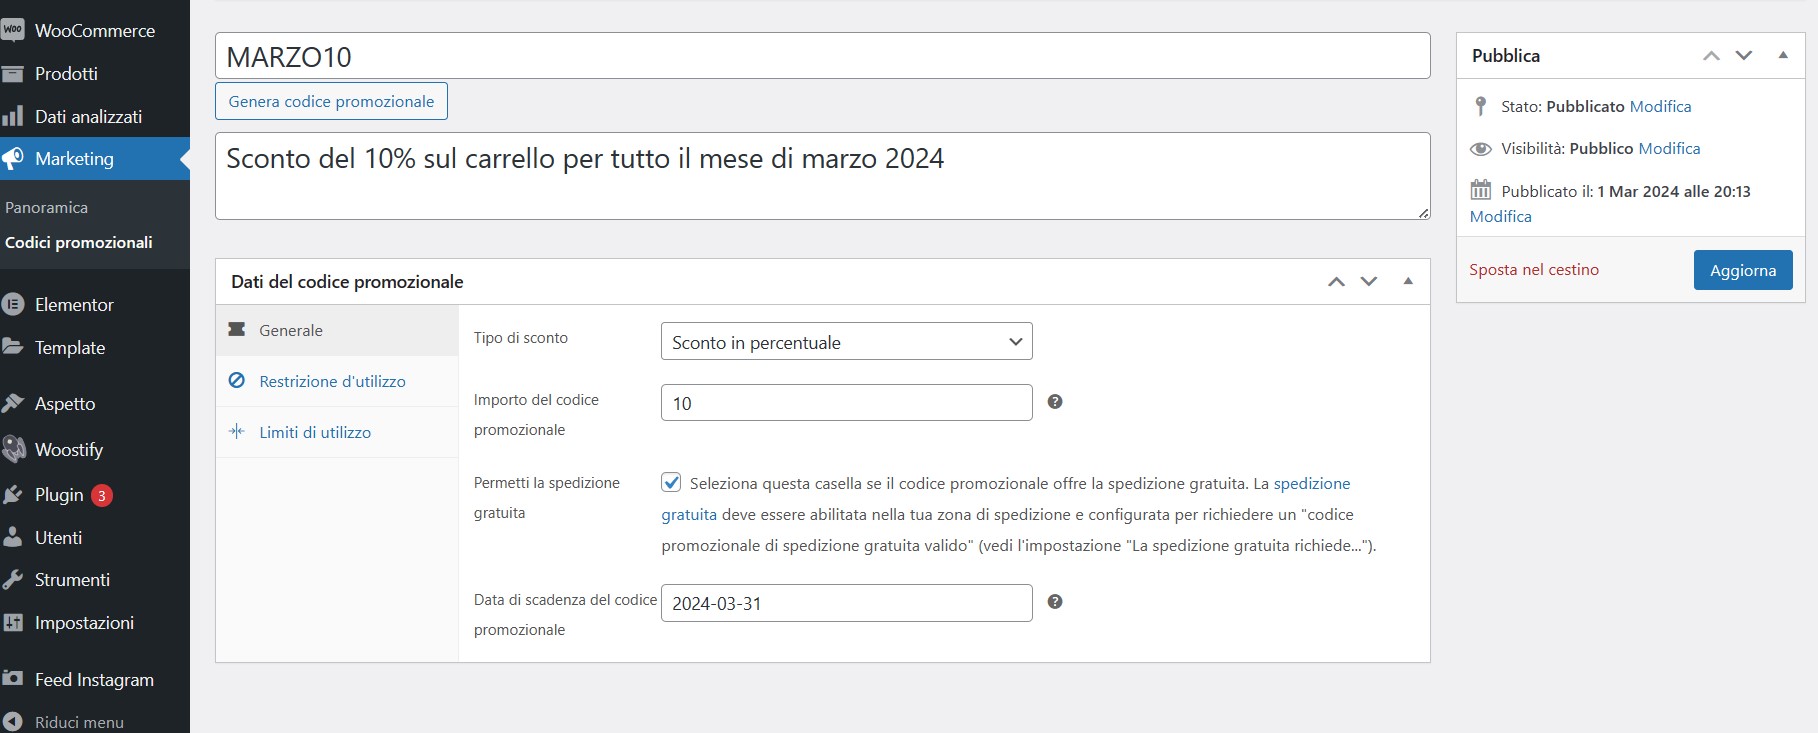 WooCommerce
Prodotti
Dati analizzati
Marketing
Panoramica
Codici promozionali
Elementor
Template
Aspetto
Woostify
Plugin 3
Utenti
Strumenti
Impostazioni
Feed Instagram
Riduci menu
MARZO10
Genera codice promozionale
Sconto del 10% sul carrello per tutto il mese di marzo 2024
Dati del codice promozionale
Generale
Restrizione d'utilizzo
Limiti di utilizzo
Tipo di sconto
Sconto in percentuale
Importo del codice
promozionale
10
Permetti la spedizione
gratuita
Seleziona questa casella se il codice promozionale offre la spedizione gratuita. La spedizione
gratuita deve essere abilitata nella tua zona di spedizione e configurata per richiedere un "codice
promozionale di spedizione gratuita valido" (vedi l'impostazione "La spedizione gratuita richiede...").
Data di scadenza del codice
promozionale
2024-03-31
Pubblica
Stato: Pubblicato Modifica
Visibilità: Pubblico Modifica
Pubblicato il: 1 Mar 2024 alle 20:13
Modifica
Sposta nel cestino
Aggiorna